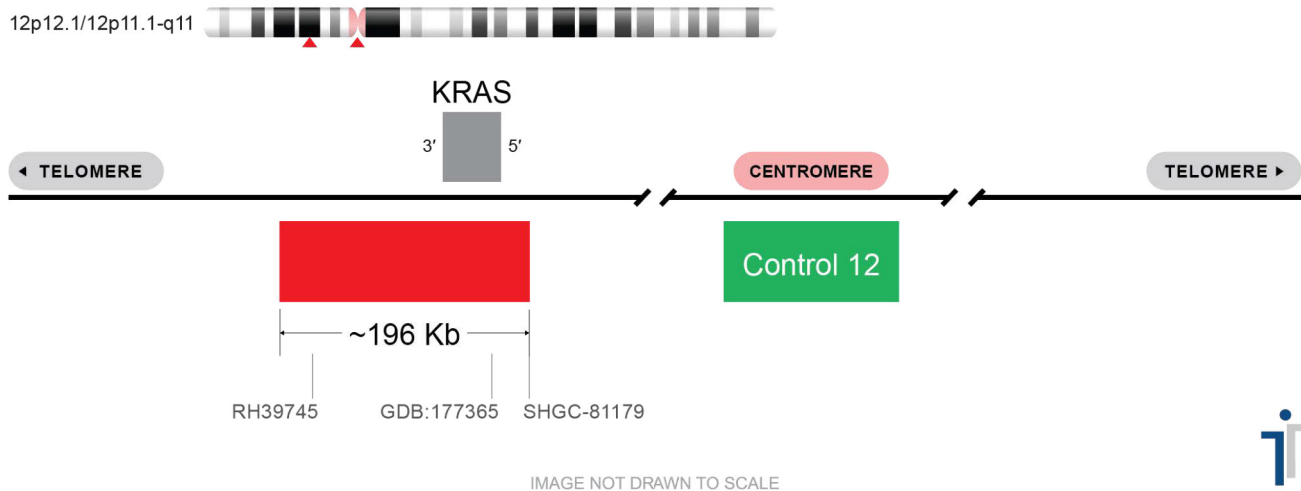 12p12.1/12p11.1-q11
KRAS
3' 5'
◄ TELOMERE CENTROMERE TELOMERE ►
Control 12
~196 Kb
RH39745 GDB:177365 SHGC-81179
IMAGE NOT DRAWN TO SCALE